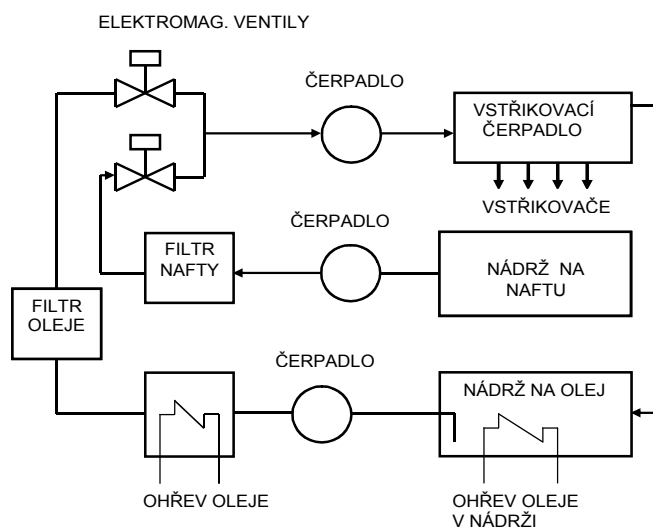 ELEKTROMAG. VENTILY
ČERPADLO
VSTŘIKOVACÍ
ČERPADLO
VSTŘIKOVAČE
ČERPADLO
FILTR
NAFTY
NÁDRŽ NA
NAFTU
FILTR
OLEJE
ČERPADLO
NÁDRŽ NA OLEJ
OHŘEV OLEJE
OHŘEV OLEJE
V NÁDRŽI